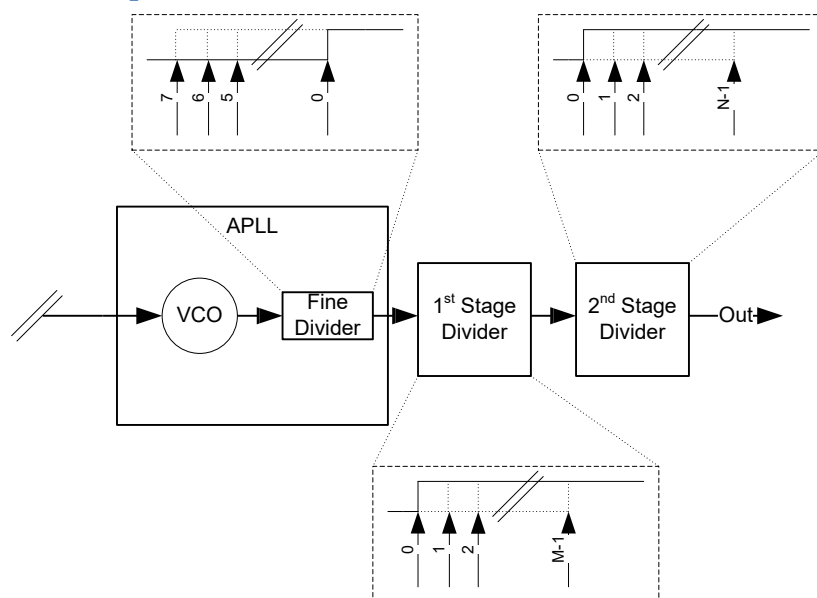 7
6
5
0
0
1
2
N-1
APLL
VCO
Fine
Divider
1st Stage
Divider
2nd Stage
Divider
Out
0
1
2
M-1